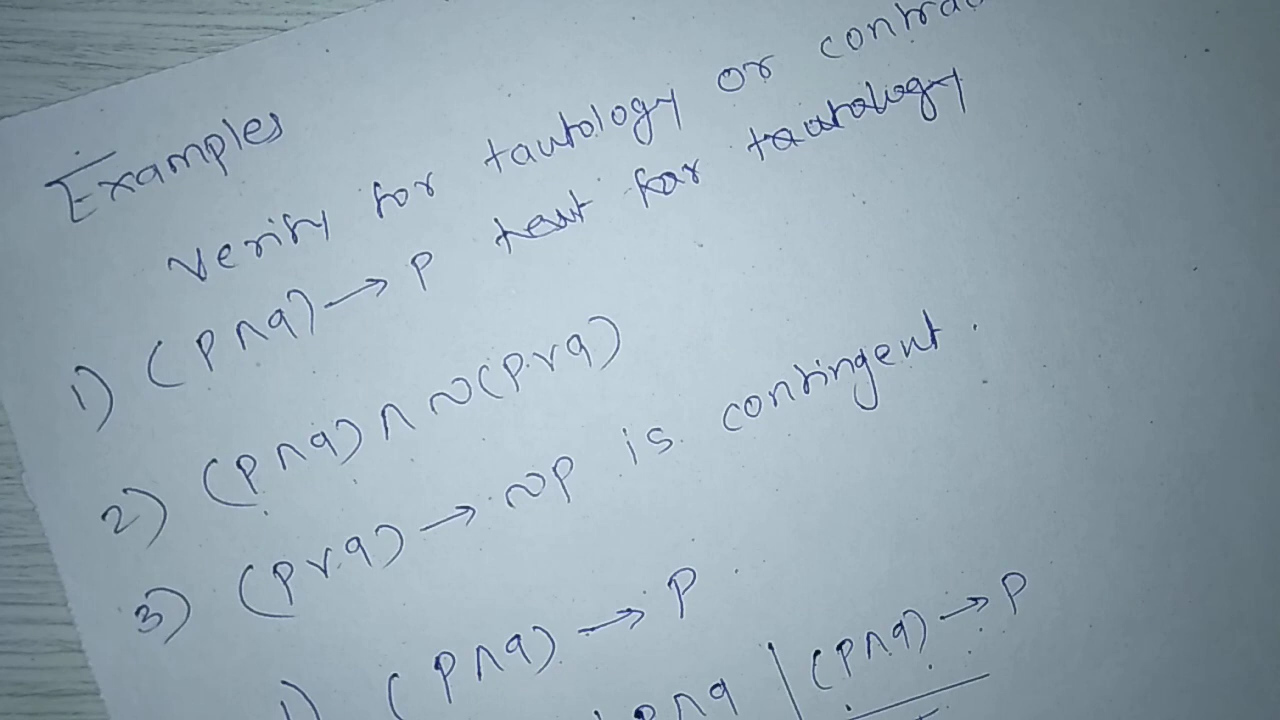 Examples
Verify for tautology or contra
1) (p∧q)→p test for tautology
2) (p∧q)∧~(p∨q)
3) (p∨q)→~p is contingent.
1) (p∧q)→p
p∧q | (p∧q)→p